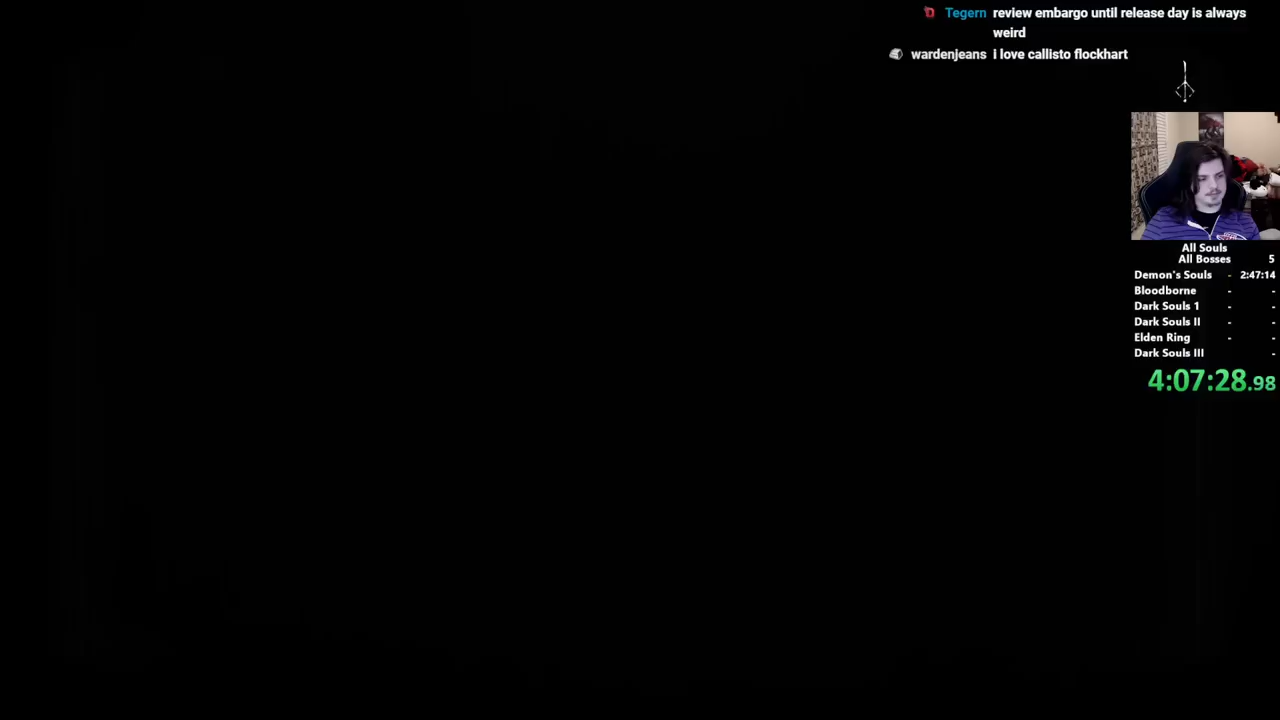 Tegern review embargo until release day is always
weird
wardenjeans i love callisto flockhart
All Souls
All Bosses 5
Demon's Souls - 2:47:14
Bloodborne - -
Dark Souls 1 - -
Dark Souls II - -
Elden Ring - -
Dark Souls III -
4:07:28.98